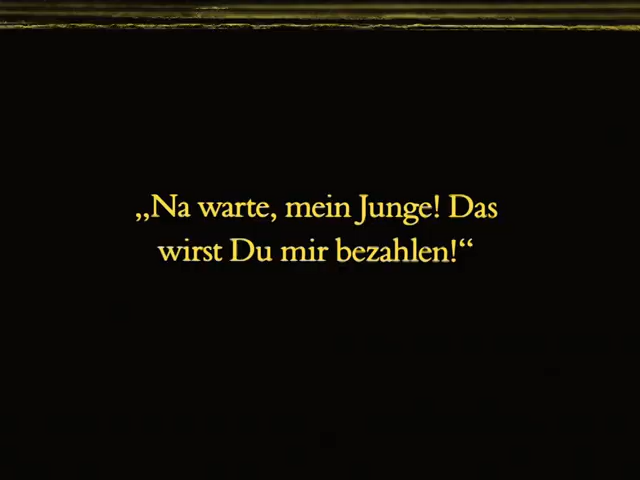 „Na warte, mein Junge! Das
wirst Du mir bezahlen!“